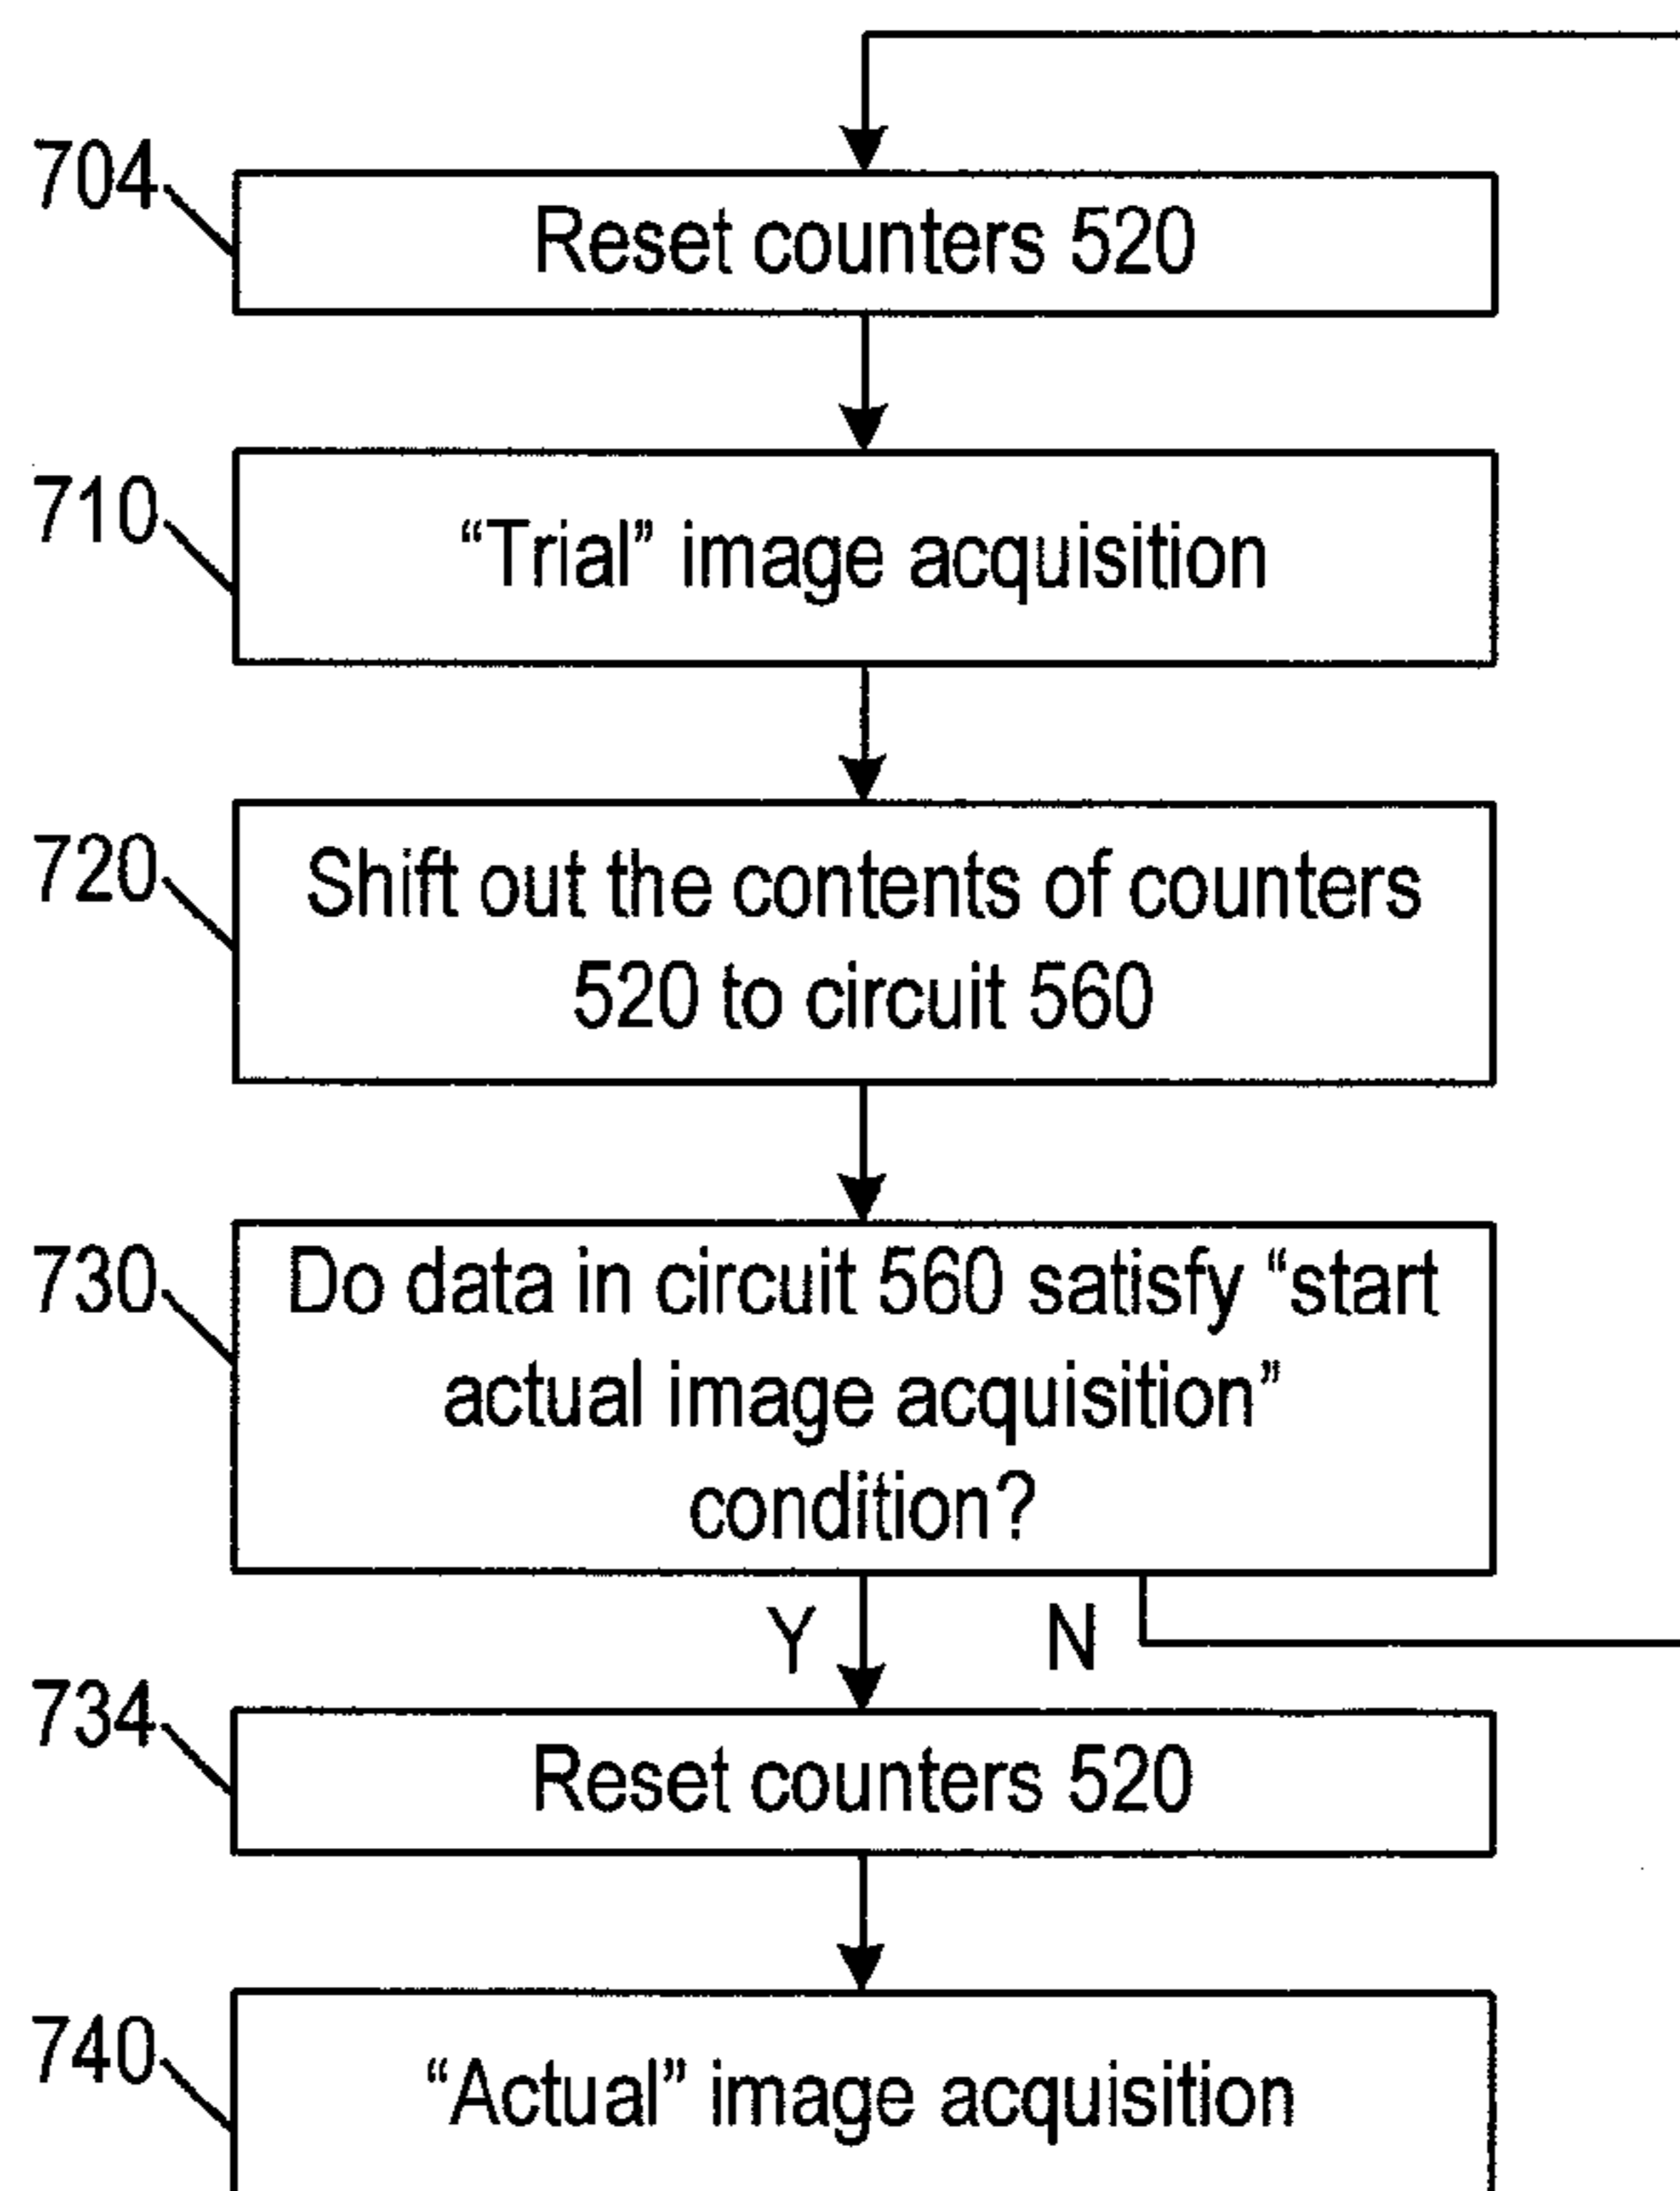 704
Reset counters 520
710
“Trial” image acquisition
720
Shift out the contents of counters
520 to circuit 560
730
Do data in circuit 560 satisfy “start
actual image acquisition”
condition?
Y
N
734
Reset counters 520
740
“Actual” image acquisition